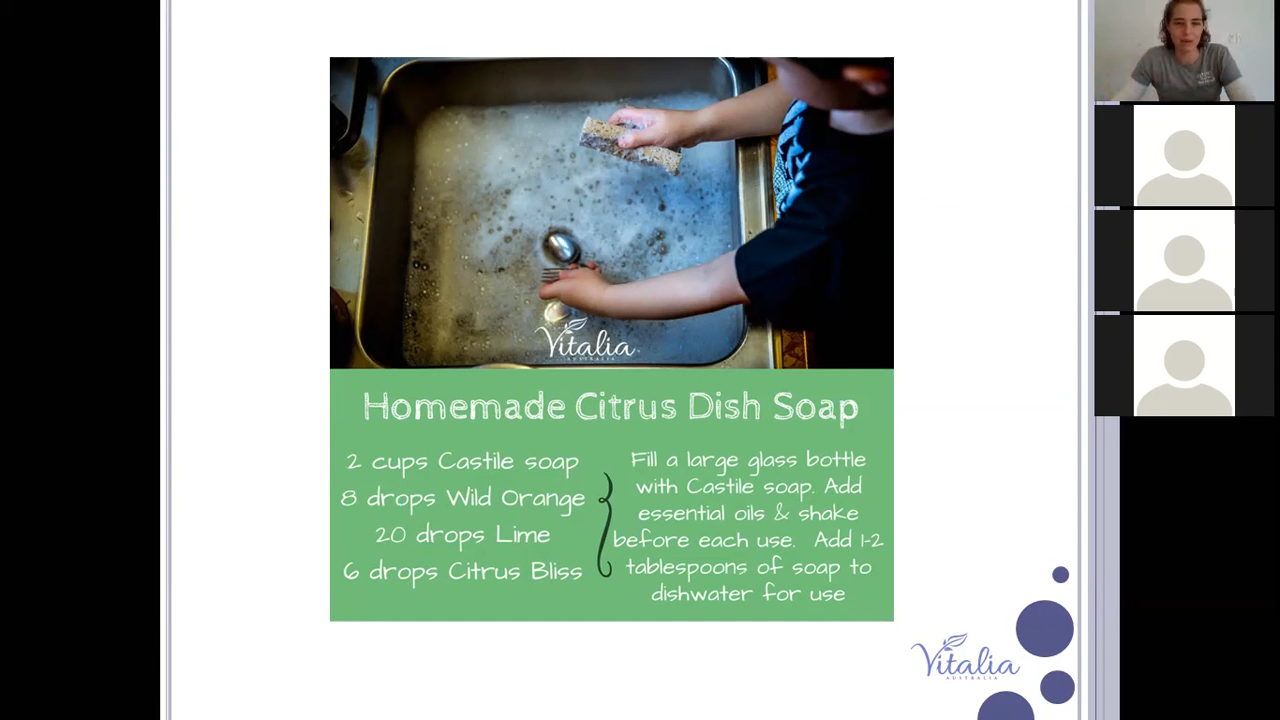 Vitalia
AUSTRALIA
Homemade Citrus Dish Soap
2 cups Castile soap
8 drops Wild Orange
20 drops Lime
6 drops Citrus Bliss
Fill a large glass bottle
with Castile soap. Add
essential oils & shake
before each use. Add 1-2
tablespoons of soap to
dishwater for use
Vitalia
AUSTRALIA